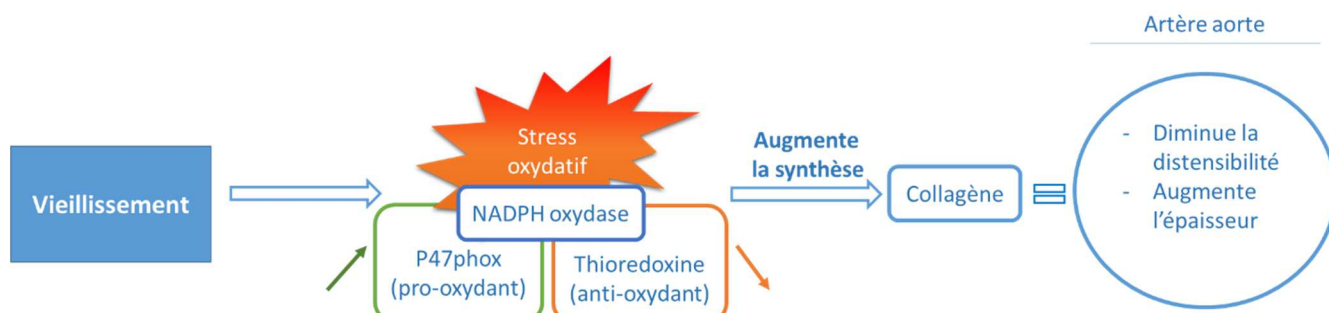 Artère aorte
Stress
oxydatif
Augmente
la synthèse
- Diminue la
distensibilité
- Augmente
l'épaisseur
Vieillissement
NADPH oxydase
Collagène
P47phox
(pro-oxydant)
Thioredoxine
(anti-oxydant)